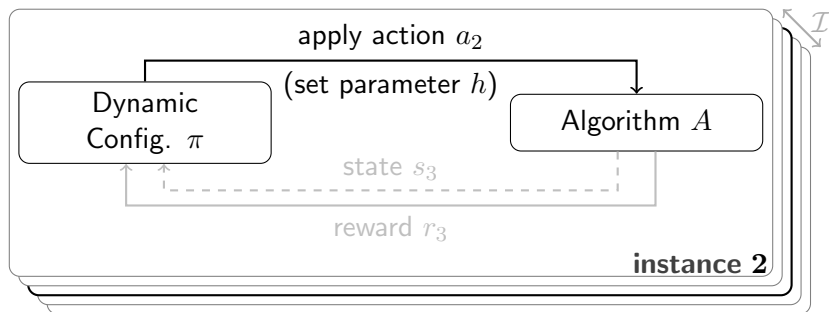 apply action a₂
𝓘
(set parameter h)
Dynamic
Config. π
Algorithm A
state s₃
reward r₃
instance 2